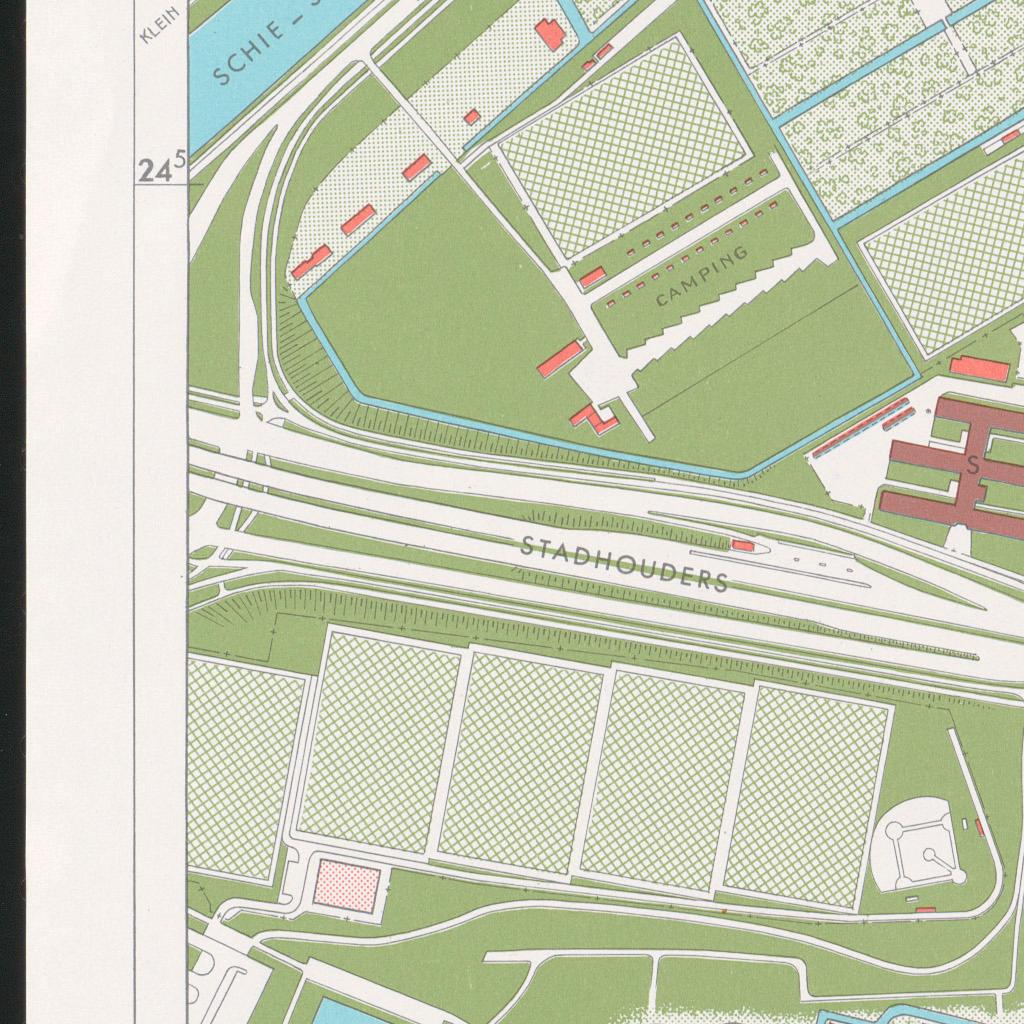 KLEIN
SCHIE – S
24⁵
CAMPING
S
STADHOUDERS